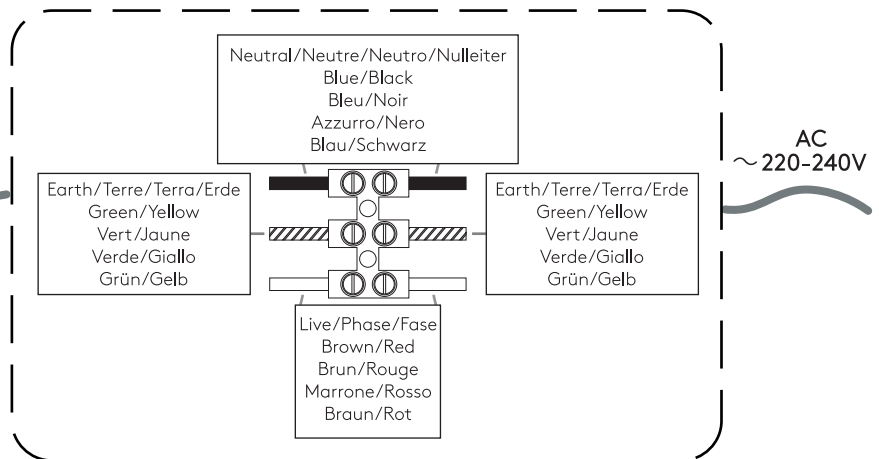 Neutral/Neutre/Neutro/Nulleiter
Blue/Black
Bleu/Noir
Azzurro/Nero
Blau/Schwarz
AC
~ 220-240V
Earth/Terre/Terra/Erde
Green/Yellow
Vert/Jaune
Verde/Giallo
Grün/Gelb
Earth/Terre/Terra/Erde
Green/Yellow
Vert/Jaune
Verde/Giallo
Grün/Gelb
Live/Phase/Fase
Brown/Red
Brun/Rouge
Marrone/Rosso
Braun/Rot